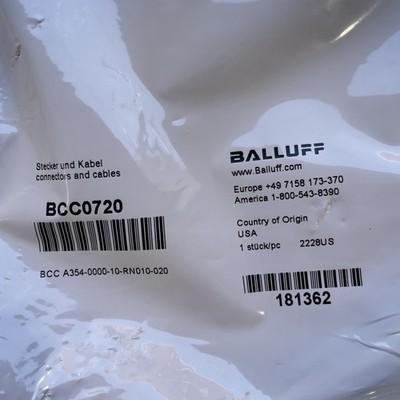 Stecker und Kabel
connectors and cables
BCC0720
BCC A354-0000-10-RN010-020
BALLUFF
www.Balluff.com
Europe +49 7158 173-370
America 1-800-543-8390
Country of Origin
USA
1 stück/pc 2228US
181362